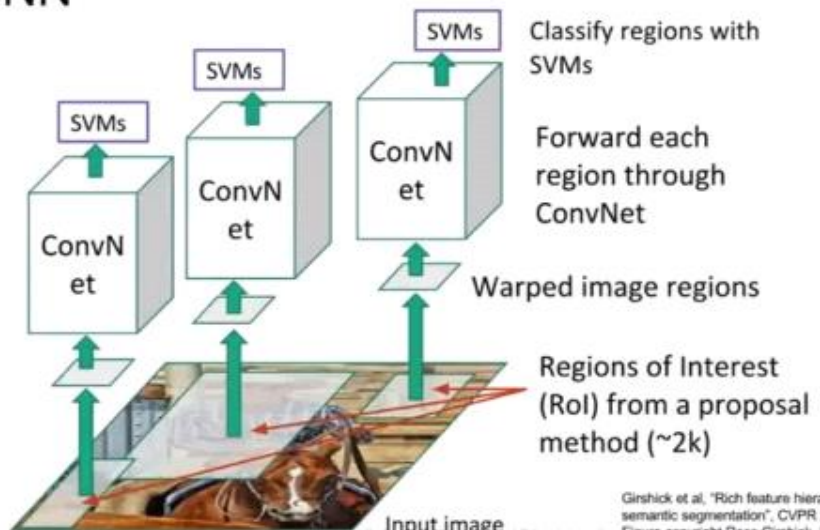 SVMs
Classify regions with
SVMs
SVMs
SVMs
ConvN
et
ConvN
et
ConvN
et
Forward each
region through
ConvNet
Warped image regions
Regions of Interest
(RoI) from a proposal
method (~2k)
Input image
Girshick et al, "Rich feature
semantic segmentation", CVPR